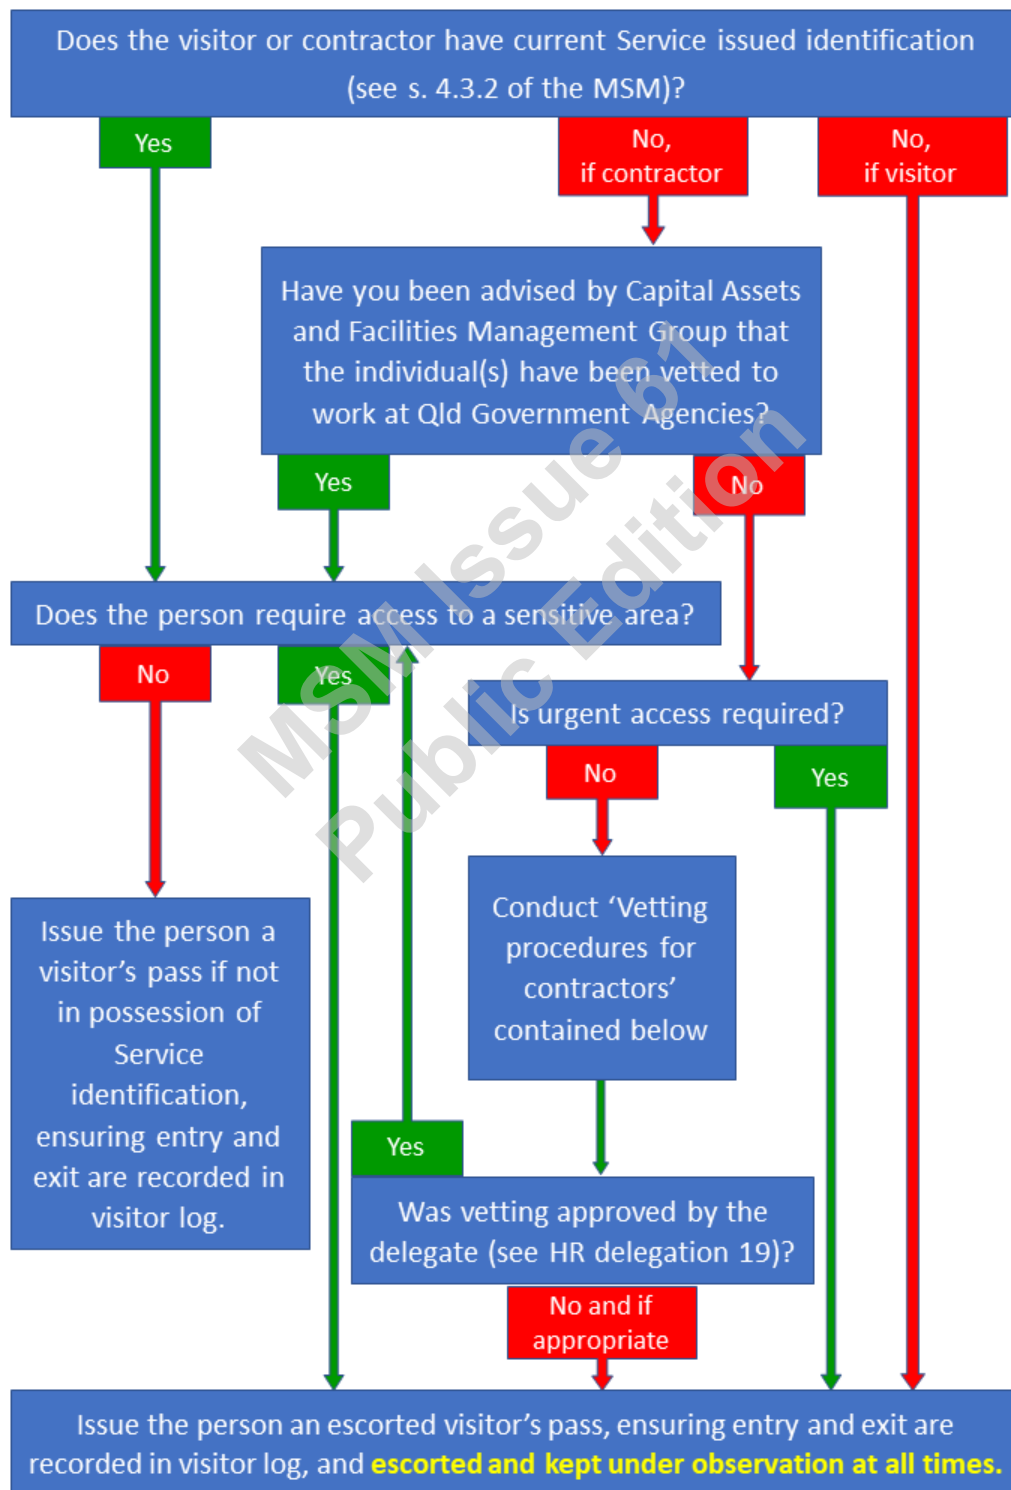 Does the visitor or contractor have current Service issued identification
(see s. 4.3.2 of the MSM)?
Yes
No,
if contractor
No,
if visitor
Have you been advised by Capital Assets
and Facilities Management Group that
the individual(s) have been vetted to
work at Qld Government Agencies?
Yes
No
Does the person require access to a sensitive area?
No
Yes
Is urgent access required?
No
Yes
Issue the person a
visitor’s pass if not
in possession of
Service
identification,
ensuring entry and
exit are recorded in
visitor log.
Conduct ‘Vetting
procedures for
contractors’
contained below
Yes
Was vetting approved by the
delegate (see HR delegation 19)?
No and if
appropriate
Issue the person an escorted visitor’s pass, ensuring entry and exit are
recorded in visitor log, and escorted and kept under observation at all times.
MSM Issue 61
Public Edition